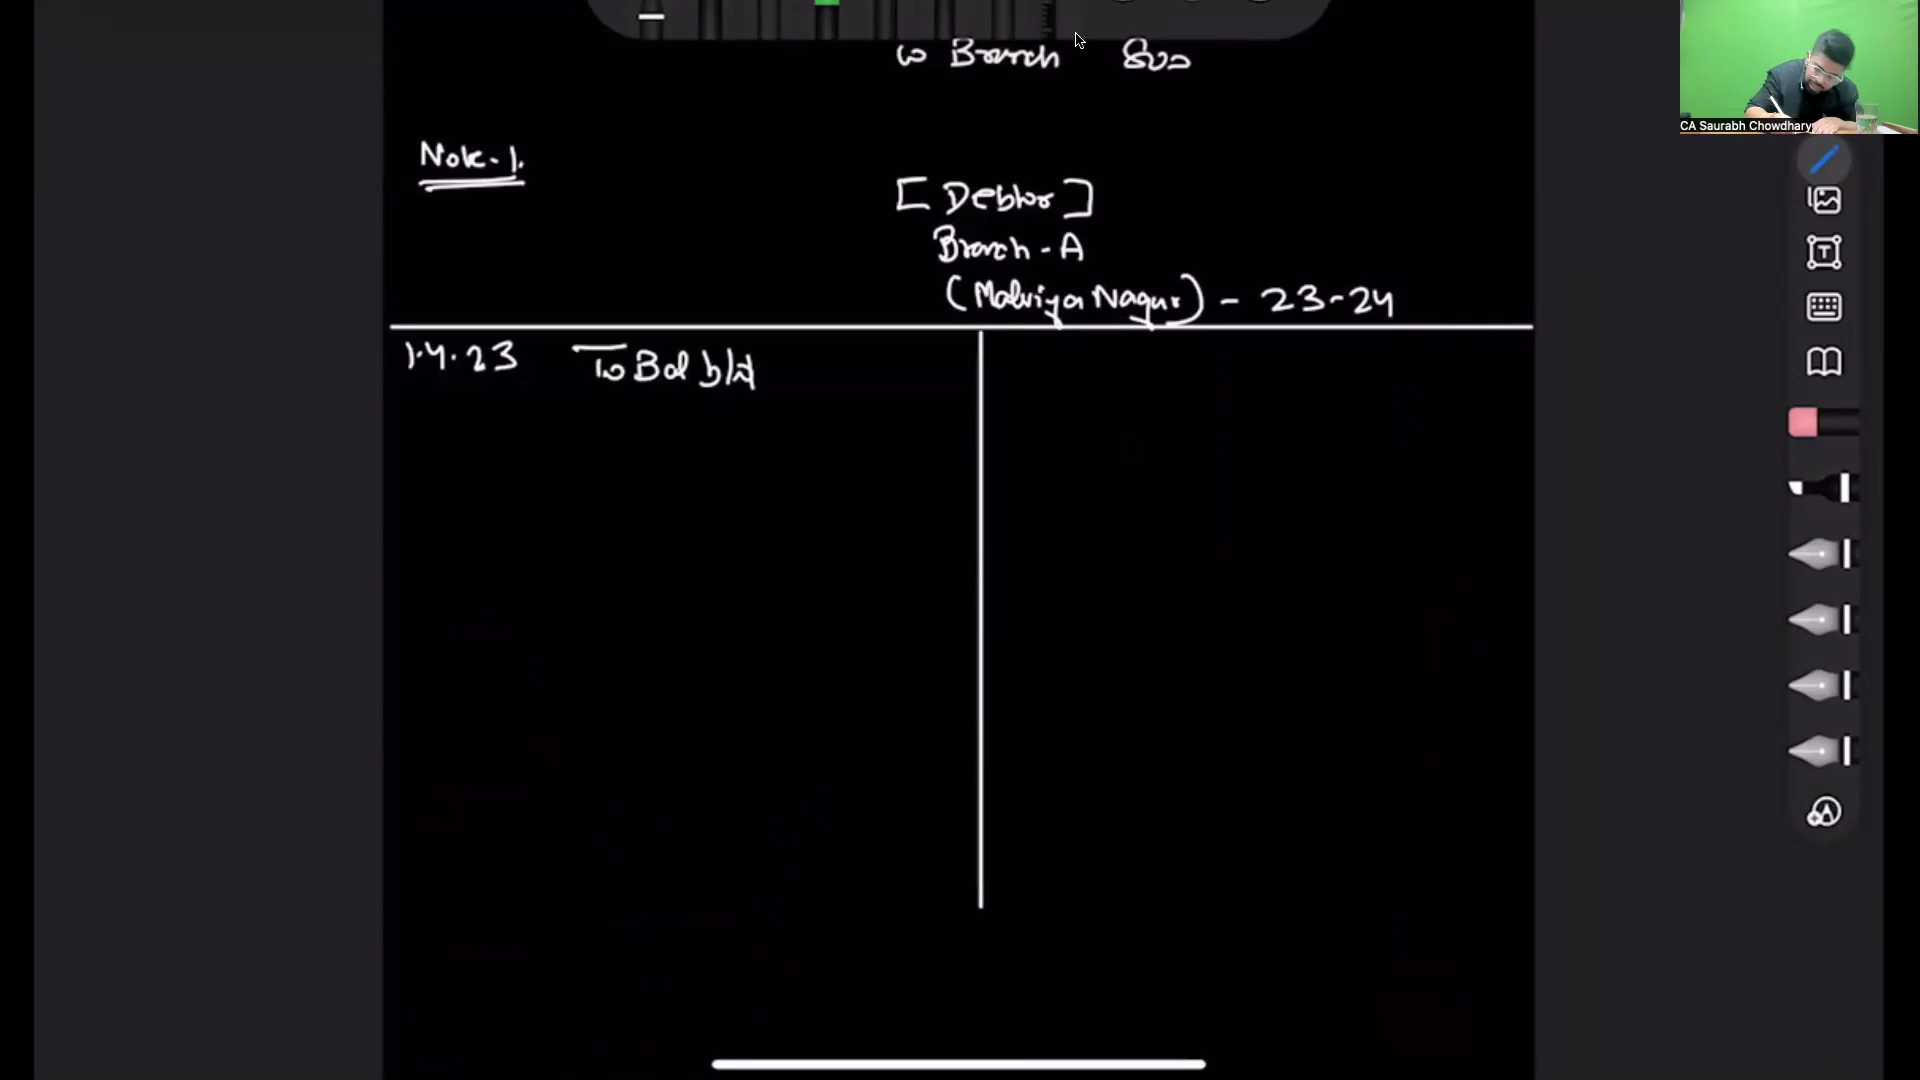 to Branch 800
CA Saurabh Chowdhary
Note-1.
[Debtor]
Branch-A
(Malviya Nagar) - 23-24
1.4.23 To Bal b/d